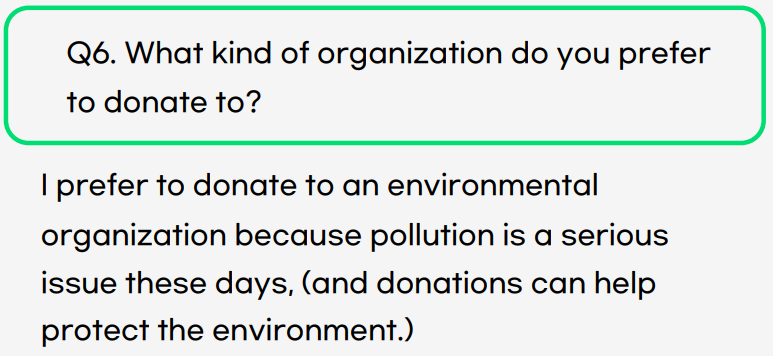 Q6. What kind of organization do you prefer
to donate to?
I prefer to donate to an environmental
organization because pollution is a serious
issue these days, (and donations can help
protect the environment.)